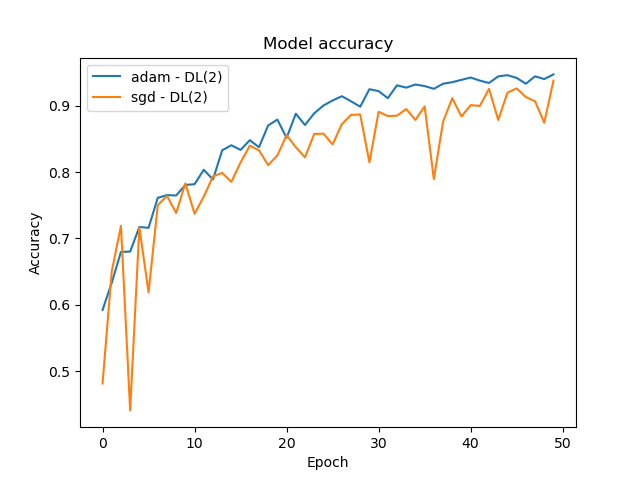 Model accuracy
adam - DL(2)
sgd - DL(2)
Accuracy
0.9
0.8
0.7
0.6
0.5
0 10 20 30 40 50
Epoch